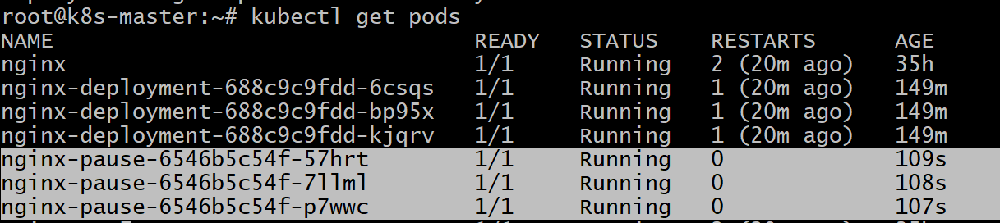 root@k8s-master:~# kubectl get pods
NAME READY STATUS RESTARTS AGE
nginx 1/1 Running 2 (20m ago) 35h
nginx-deployment-688c9c9fdd-6csqs 1/1 Running 1 (20m ago) 149m
nginx-deployment-688c9c9fdd-bp95x 1/1 Running 1 (20m ago) 149m
nginx-deployment-688c9c9fdd-kjqrv 1/1 Running 1 (20m ago) 149m
nginx-pause-6546b5c54f-57hrt 1/1 Running 0 109s
nginx-pause-6546b5c54f-7llml 1/1 Running 0 108s
nginx-pause-6546b5c54f-p7wwc 1/1 Running 0 107s